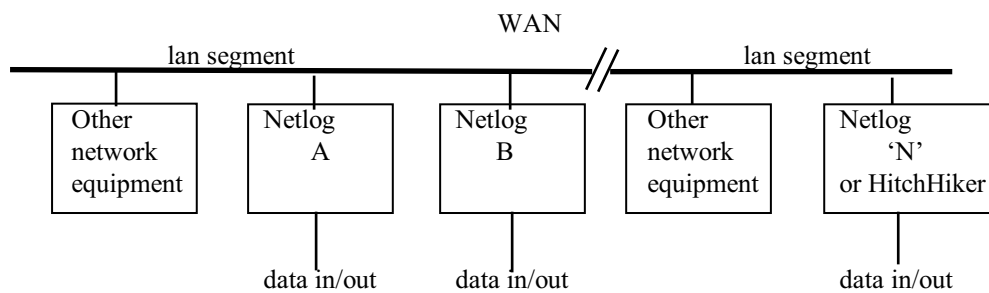 WAN
lan segment
lan segment
Other
network
equipment
Netlog
A
Netlog
B
Other
network
equipment
Netlog
‘N’
or HitchHiker
data in/out
data in/out
data in/out